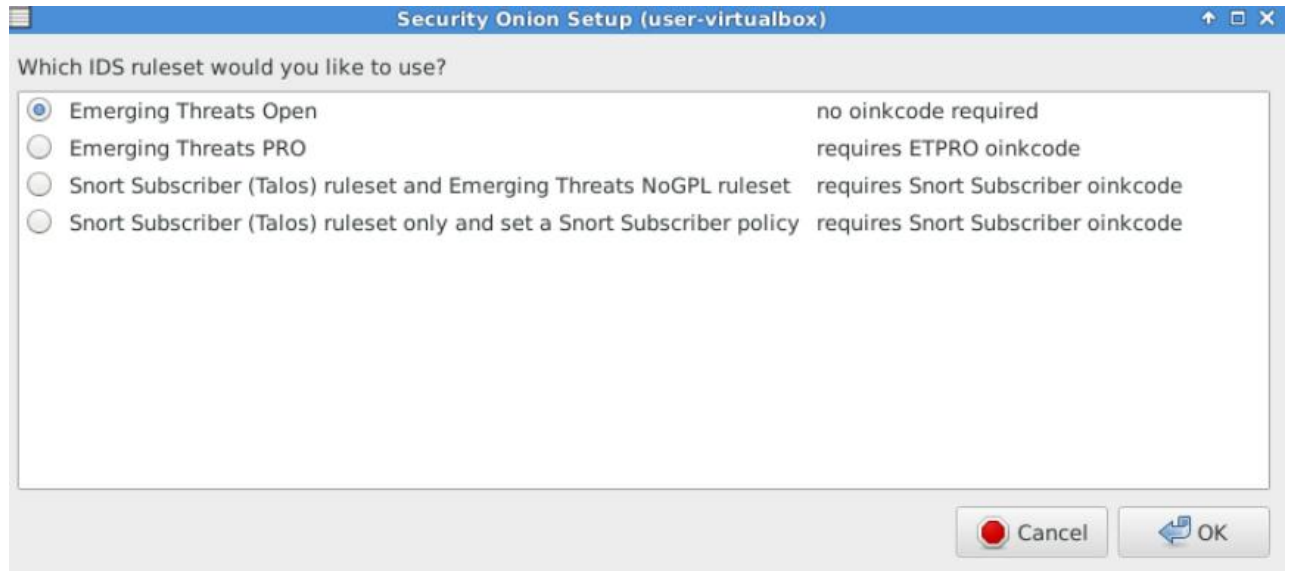 Security Onion Setup (user-virtualbox)
Which IDS ruleset would you like to use?
Emerging Threats Open no oinkcode required
Emerging Threats PRO requires ETPRO oinkcode
Snort Subscriber (Talos) ruleset and Emerging Threats NoGPL ruleset requires Snort Subscriber oinkcode
Snort Subscriber (Talos) ruleset only and set a Snort Subscriber policy requires Snort Subscriber oinkcode
Cancel OK